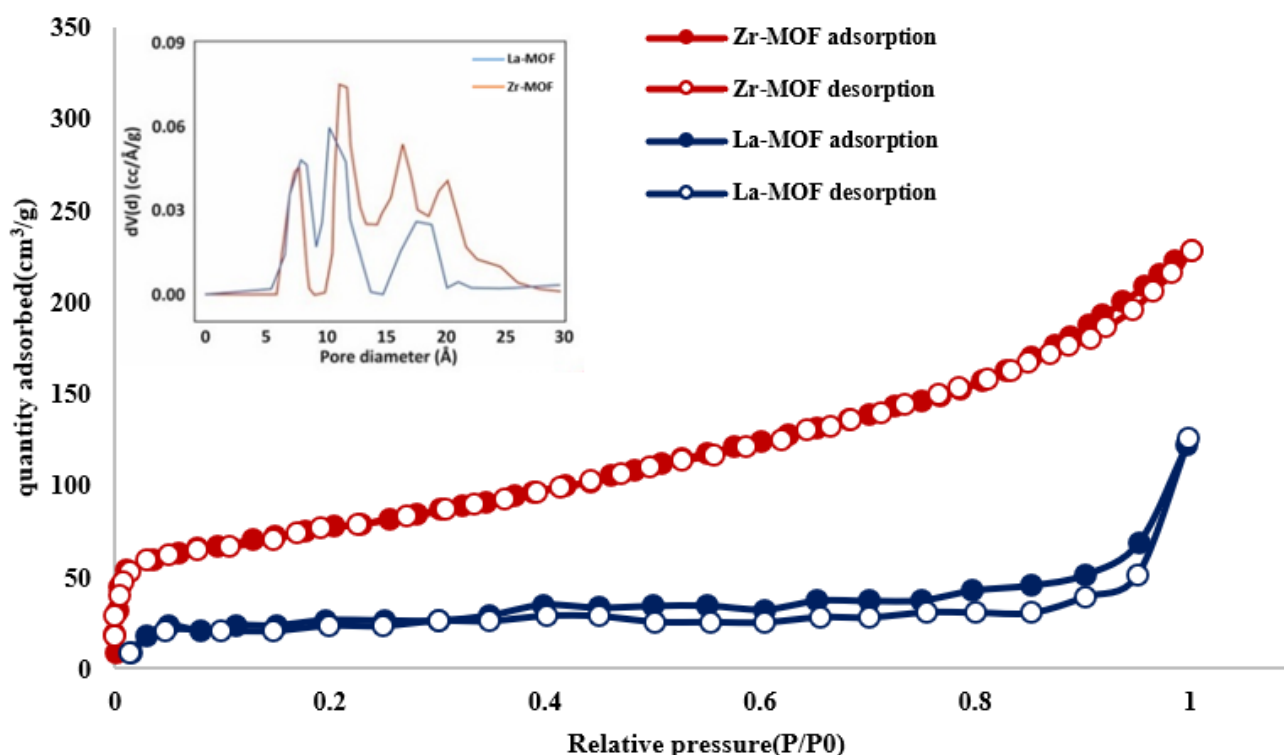 350
300
250
200
150
100
50
0
quantity adsorbed(cm³/g)
0 0.2 0.4 0.6 0.8 1
Relative pressure(P/P0)
Zr-MOF adsorption
Zr-MOF desorption
La-MOF adsorption
La-MOF desorption
0.09
0.06
0.03
0.00
dV(d) (cc/Å/g)
0 5 10 15 20 25 30
Pore diameter (Å)
La-MOF
Zr-MOF